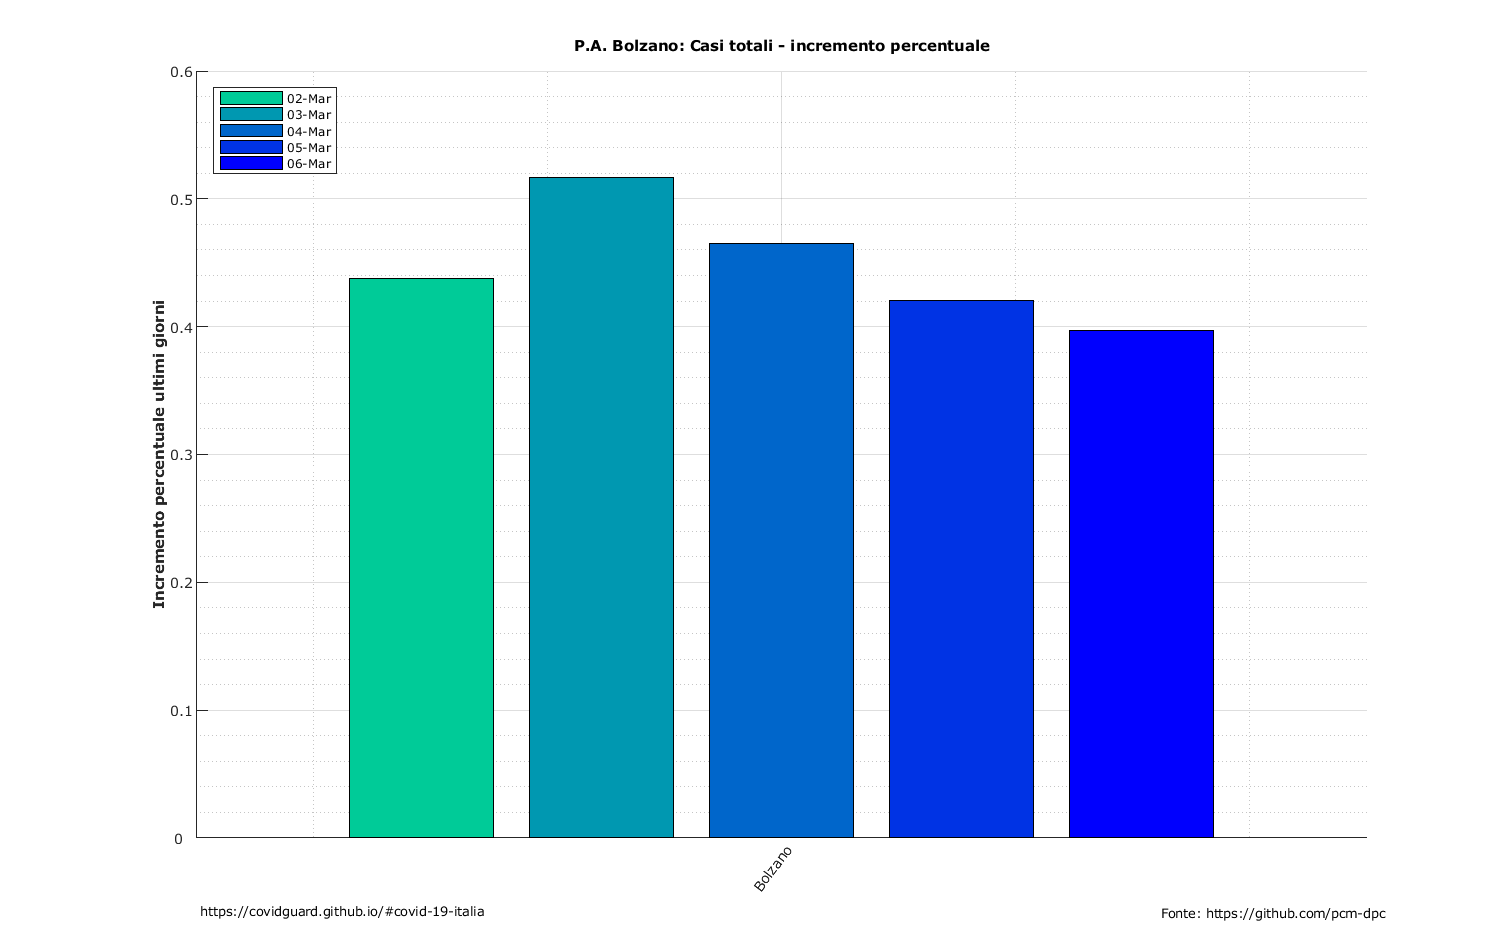 P.A. Bolzano: Casi totali - incremento percentuale
0.6
0.5
0.4
0.3
0.2
0.1
0
Incremento percentuale ultimi giorni
02-Mar
03-Mar
04-Mar
05-Mar
06-Mar
Bolzano
https://covidguard.github.io/#covid-19-italia
Fonte: https://github.com/pcm-dpc